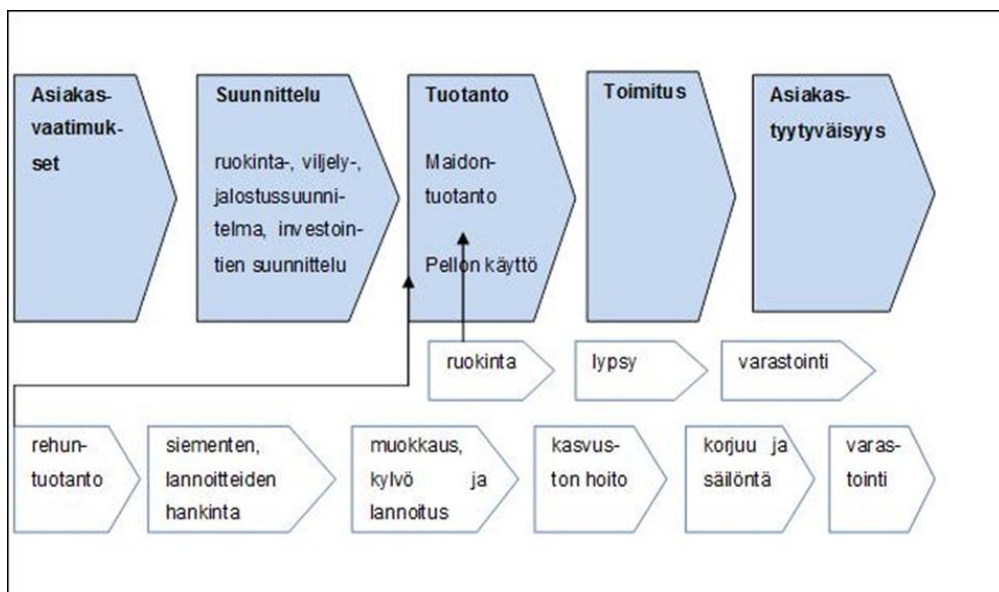 Asiakas-
vaatimuk-
set
Suunnittelu
ruokinta-, viljely-,
jalostussuunni-
telma, investoin-
tien suunnittelu
Tuotanto
Maidon-
tuotanto
Pellon käyttö
Toimitus
Asiakas-
tyytyväisyys
ruokinta
lypsy
varastointi
rehun-
tuotanto
siementen,
lannoitteiden
hankinta
muokkaus,
kylvö ja
lannoitus
kasvus-
ton hoito
korjuu ja
säilöntä
varas-
tointi